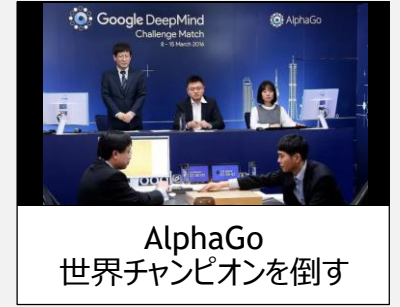 Google DeepMind
Challenge Match
8 - 15 March 2016
AlphaGo
AlphaGo
世界チャンピオンを倒す